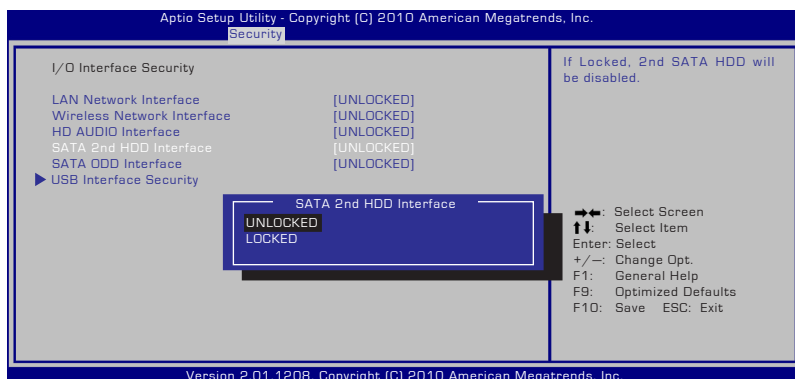 Aptio Setup Utility - Copyright (C) 2010 American Megatrends, Inc.
Security
I/O Interface Security
LAN Network Interface [UNLOCKED]
Wireless Network Interface [UNLOCKED]
HD AUDIO Interface [UNLOCKED]
SATA 2nd HDD Interface [UNLOCKED]
SATA ODD Interface [UNLOCKED]
USB Interface Security
SATA 2nd HDD Interface
UNLOCKED
LOCKED
If Locked, 2nd SATA HDD will
be disabled.
→←: Select Screen
↑↓: Select Item
Enter: Select
+/—: Change Opt.
F1: General Help
F9: Optimized Defaults
F10: Save ESC: Exit
Version 2.01.1208. Copyright (C) 2010 American Megatrends, Inc.